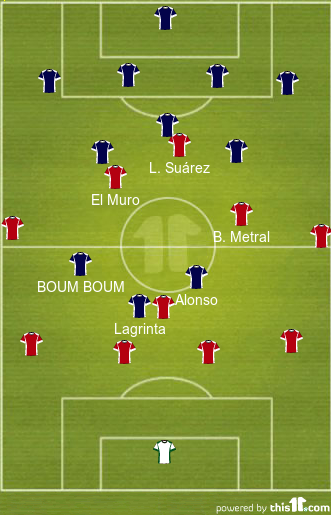 L. Suárez
El Muro
B. Metral
BOUM BOUM
Alonso
Lagrinta
powered by this11.com